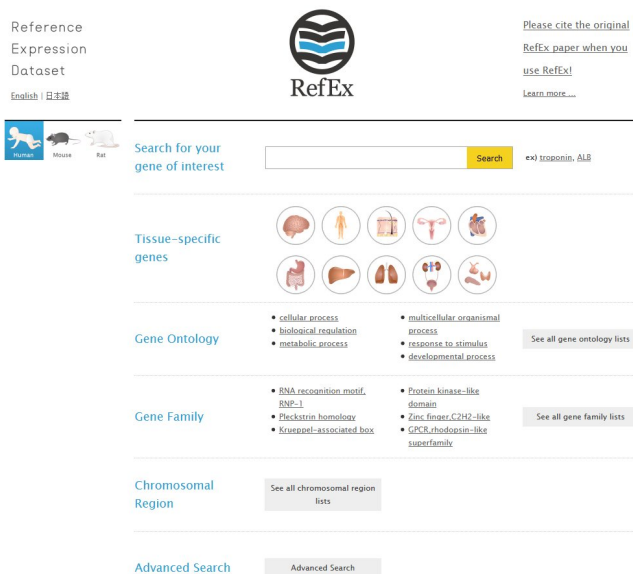 Reference
Expression
Dataset
English | 日本語
RefEx
Please cite the original
RefEx paper when you
use RefEx!
Learn more ...
Human
Mouse
Rat
Search for your
gene of interest
Search
ex) troponin, ALB
Tissue-specific
genes
Gene Ontology
cellular process
biological regulation
metabolic process
multicellular organismal
process
response to stimulus
developmental process
See all gene ontology lists
Gene Family
RNA recognition motif,
RNP-1
Pleckstrin homology
Krueppel-associated box
Protein kinase-like
domain
Zinc finger,C2H2-like
GPCR,rhodopsin-like
superfamily
See all gene family lists
Chromosomal
Region
See all chromosomal region
lists
Advanced Search
Advanced Search